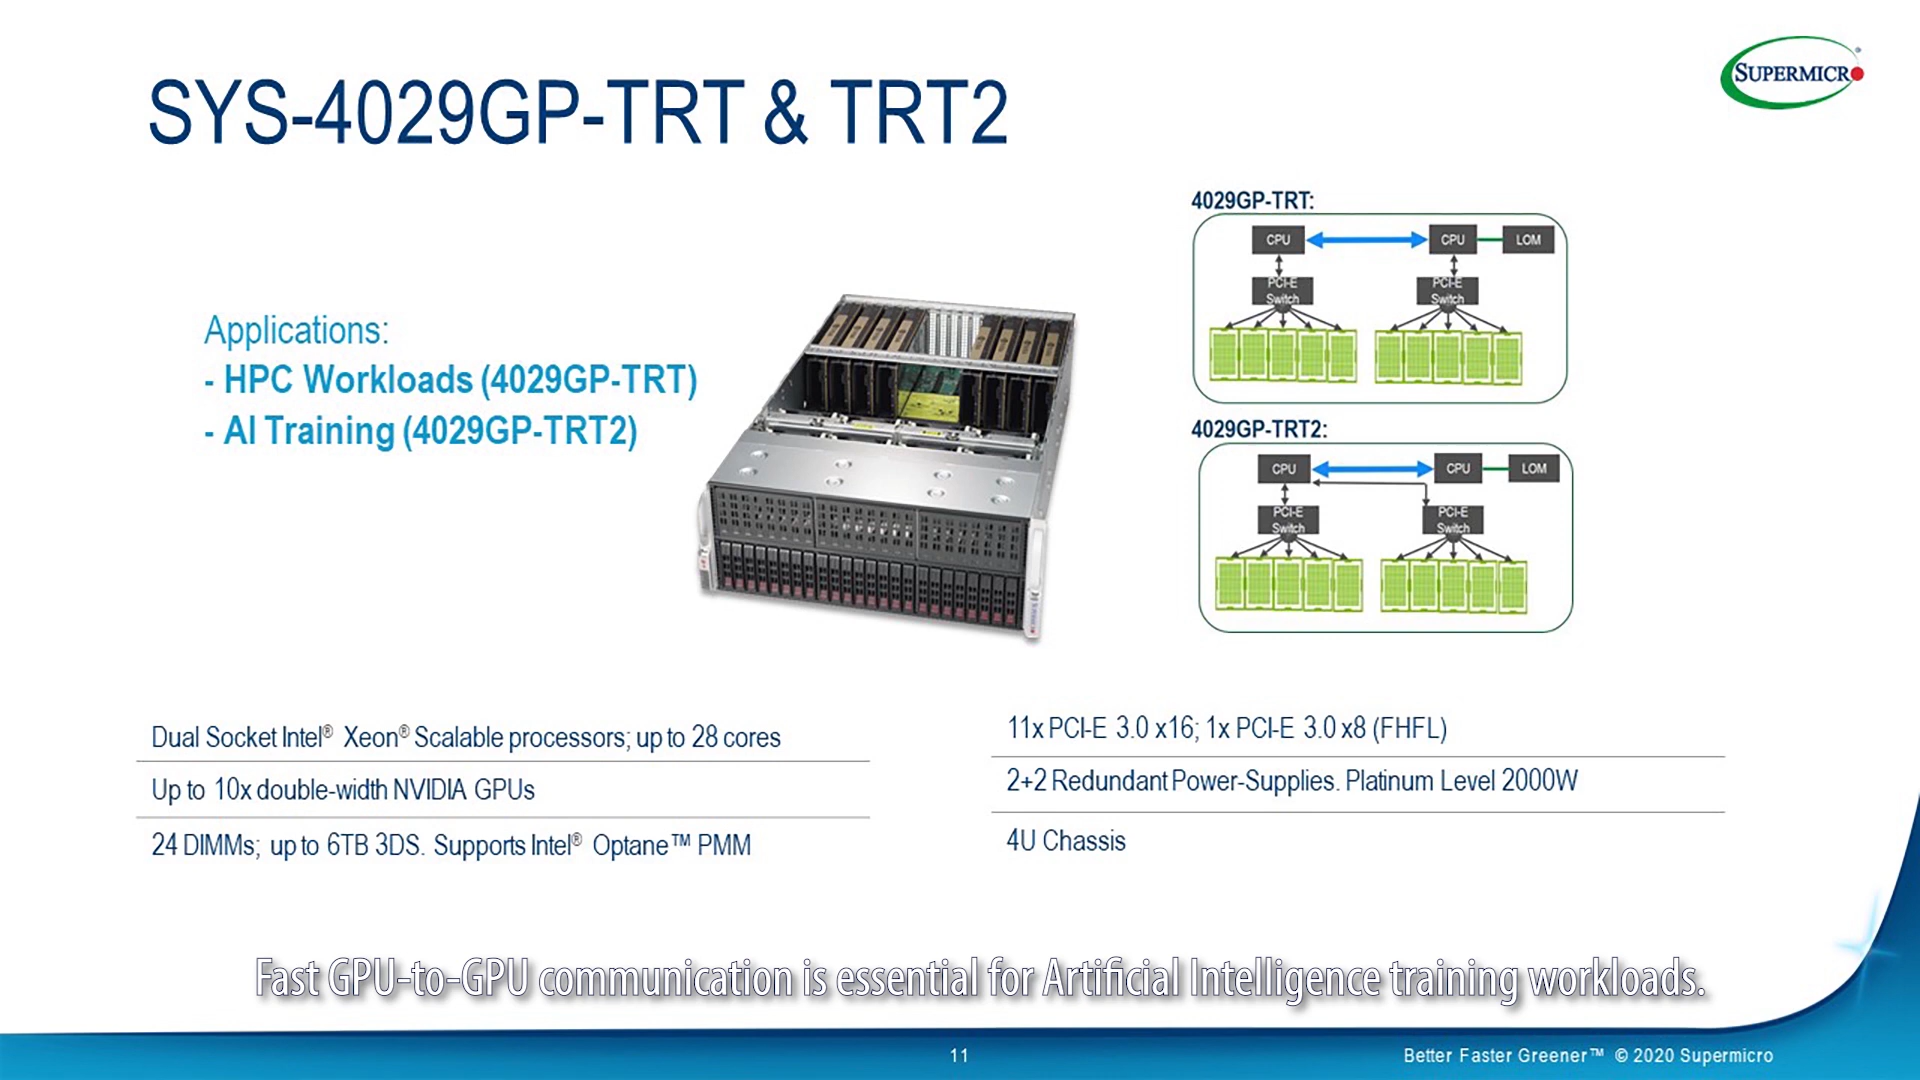 SYS-4029GP-TRT & TRT2
SUPERMICR
Applications:
- HPC Workloads (4029GP-TRT)
- AI Training (4029GP-TRT2)
4029GP-TRT:
CPU
CPU
LOM
PCI-E
Switch
PCI-E
Switch
4029GP-TRT2:
CPU
CPU
LOM
PCI-E
Switch
PCI-E
Switch
Dual Socket Intel® Xeon® Scalable processors; up to 28 cores
Up to 10x double-width NVIDIA GPUs
24 DIMMs; up to 6TB 3DS. Supports Intel® Optane™ PMM
11x PCI-E 3.0 x16; 1x PCI-E 3.0 x8 (FHFL)
2+2 Redundant Power-Supplies. Platinum Level 2000W
4U Chassis
Fast GPU-to-GPU communication is essential for Artificial Intelligence training workloads.
11
Better Faster Greener™ © 2020 Supermicro